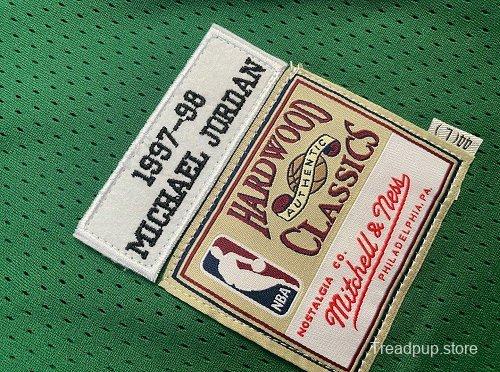 1997-98
MICHAEL JORDAN
HARDWOOD
AUTHENTIC
CLASSICS
NBA
NOSTALGIA CO.
Mitchell & Ness
PHILADELPHIA, PA.
Treadpup.store